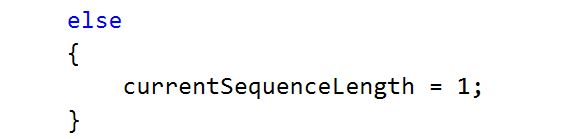 else
{
    currentSequenceLength = 1;
}